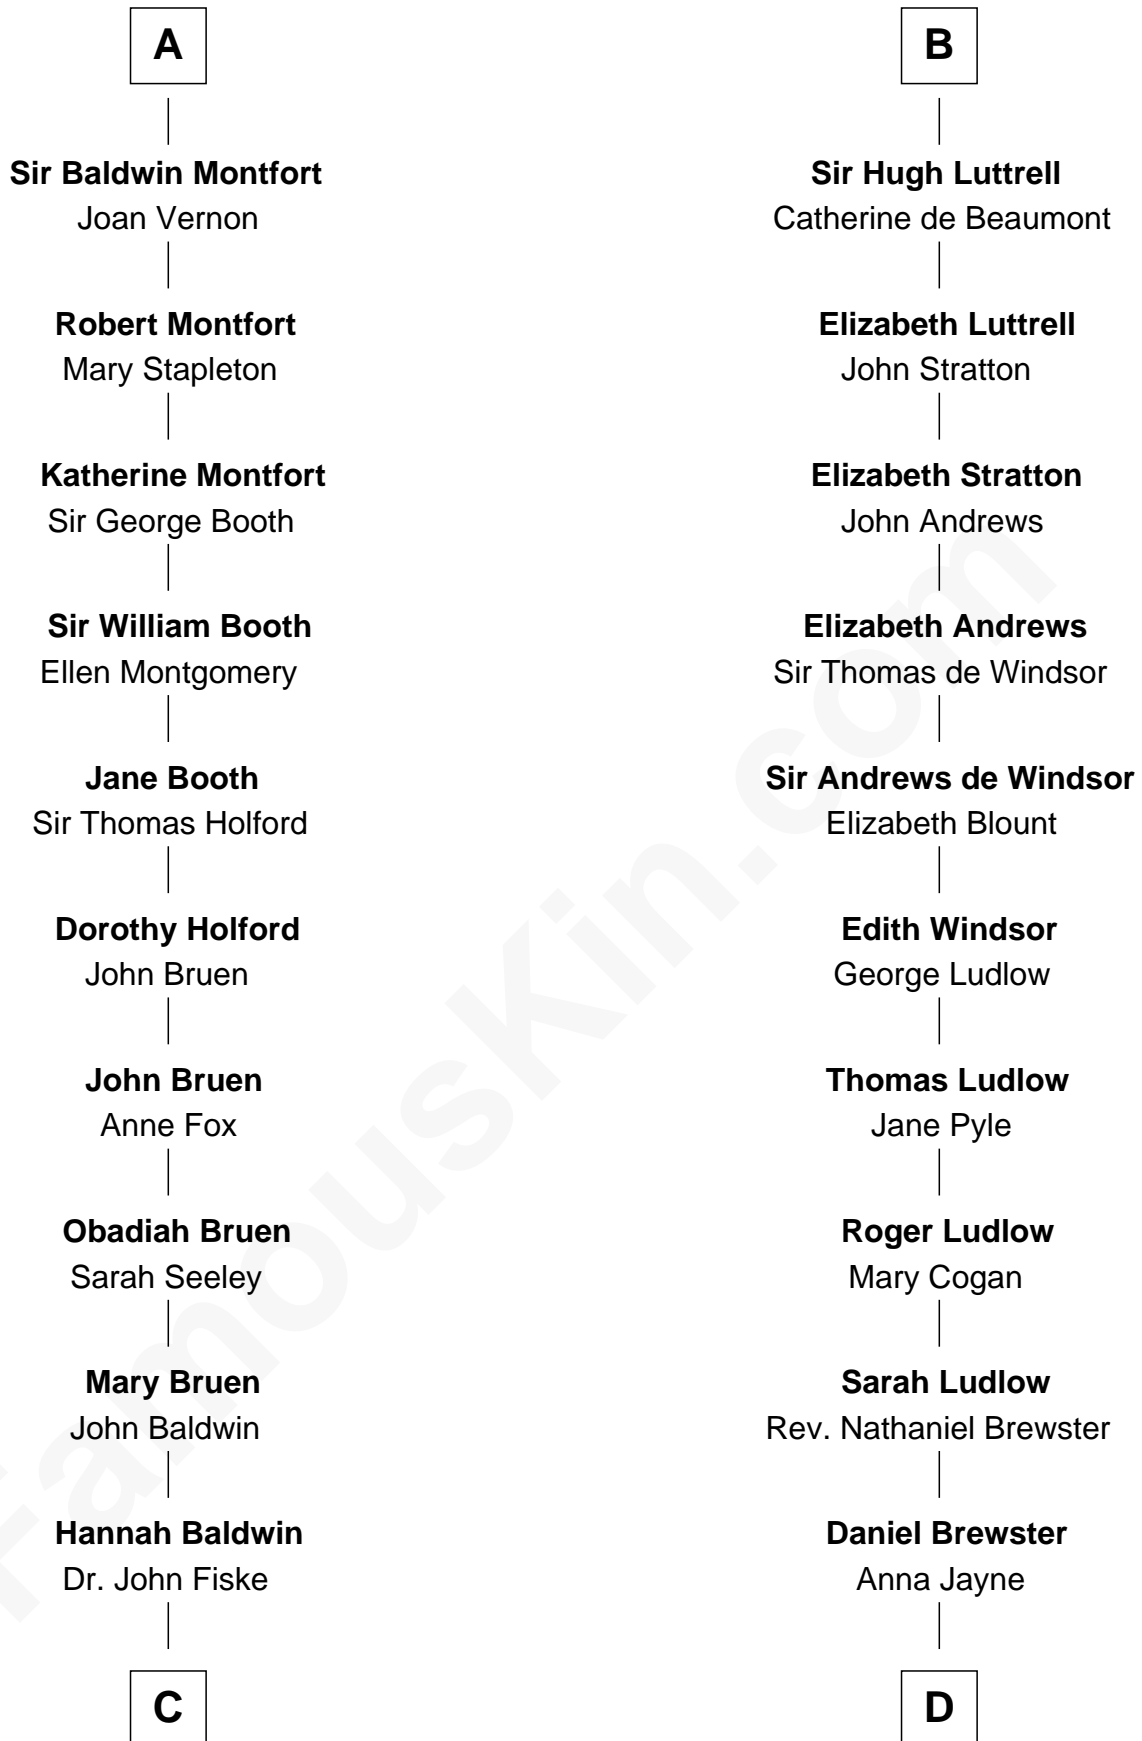 A
Sir Baldwin Montfort
Joan Vernon
Robert Montfort
Mary Stapleton
Katherine Montfort
Sir George Booth
Sir William Booth
Ellen Montgomery
Jane Booth
Sir Thomas Holford
Dorothy Holford
John Bruen
John Bruen
Anne Fox
Obadiah Bruen
Sarah Seeley
Mary Bruen
John Baldwin
Hannah Baldwin
Dr. John Fiske
C
B
Sir Hugh Luttrell
Catherine de Beaumont
Elizabeth Luttrell
John Stratton
Elizabeth Stratton
John Andrews
Elizabeth Andrews
Sir Thomas de Windsor
Sir Andrews de Windsor
Elizabeth Blount
Edith Windsor
George Ludlow
Thomas Ludlow
Jane Pyle
Roger Ludlow
Mary Cogan
Sarah Ludlow
Rev. Nathaniel Brewster
Daniel Brewster
Anna Jayne
D
FamousKin.com